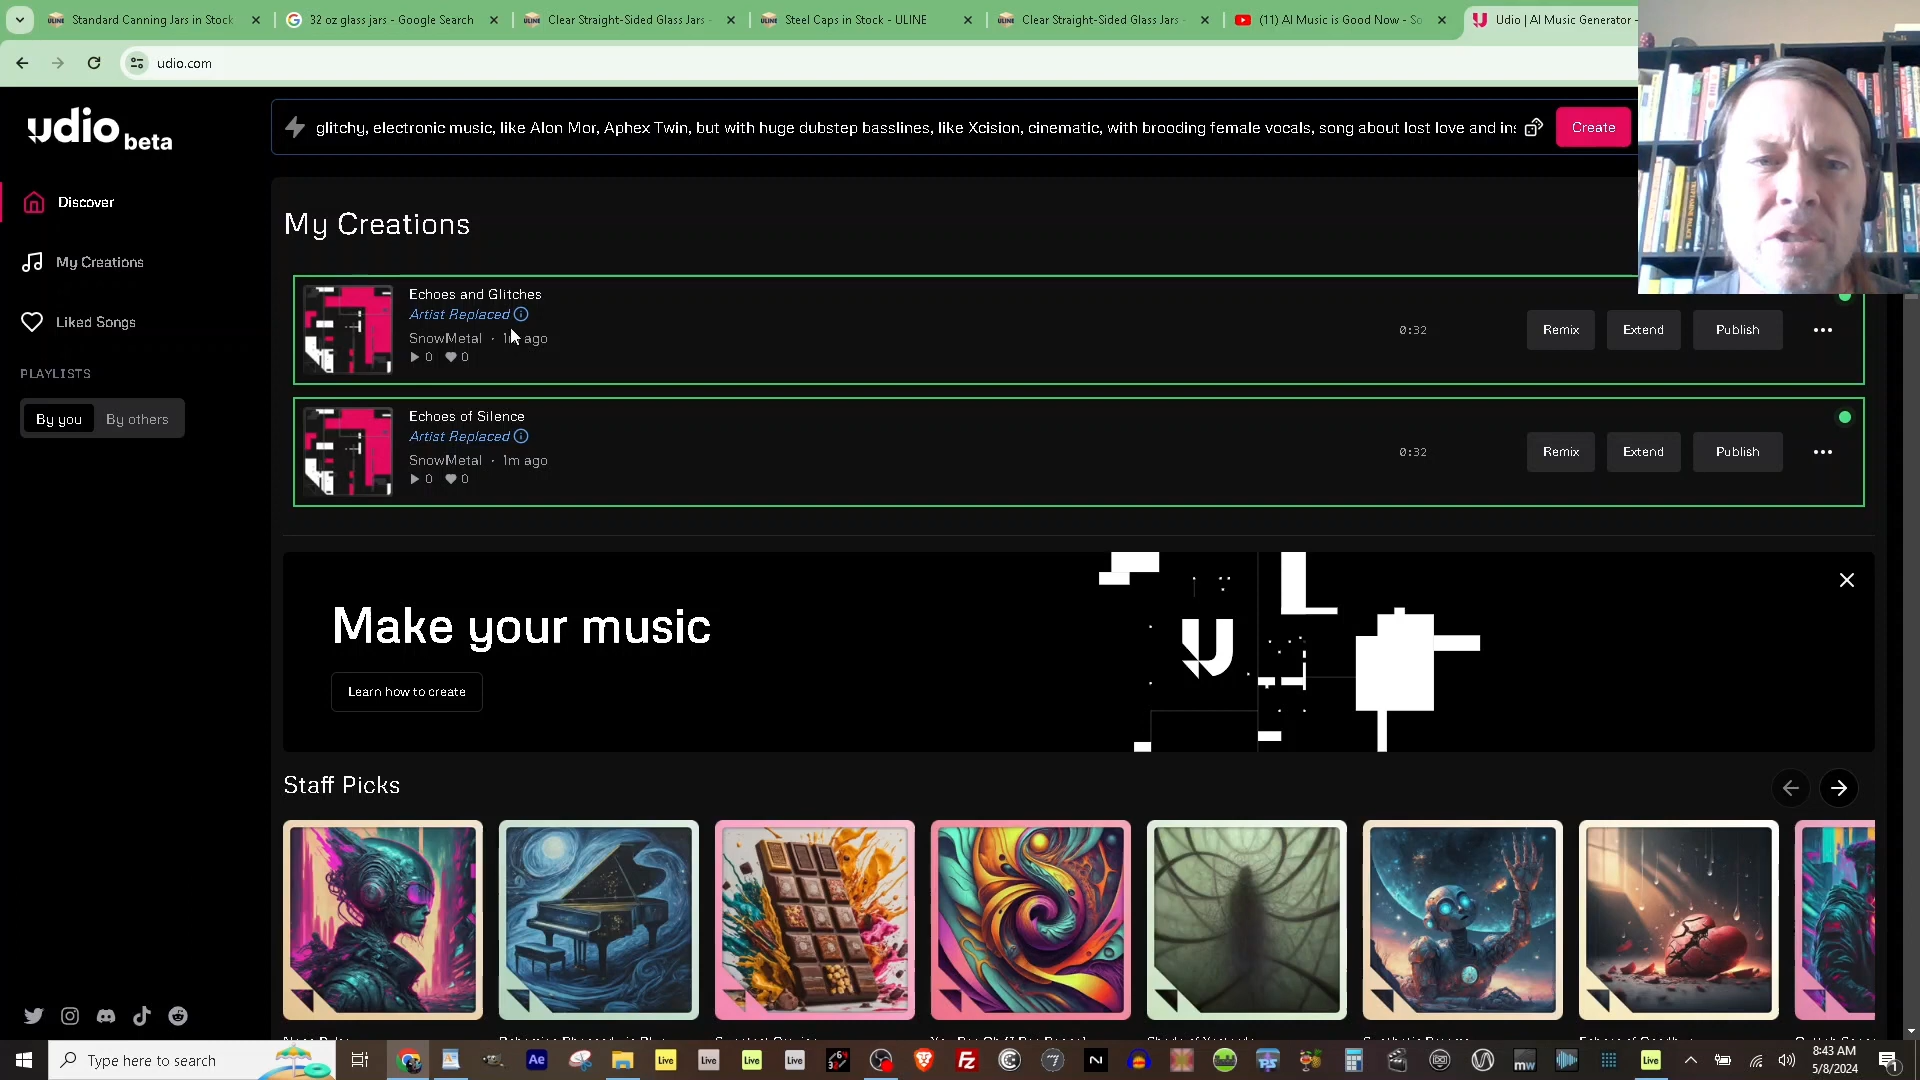 Standard Canning Jars in Stock
32 oz glass jars - Google Search
Clear Straight-Sided Glass Jars -
Steel Caps in Stock - ULINE
Clear Straight-Sided Glass Jars -
(11) AI Music is Good Now - So
Udio | AI Music Generator -
udio.com
udio beta
glitchy, electronic music, like Alon Mor, Aphex Twin, but with huge dubstep basslines, like Xcision, cinematic, with brooding female vocals, song about lost love and ins
Create
Discover
My Creations
Liked Songs
PLAYLISTS
By you
By others
My Creations
Echoes and Glitches
Artist Replaced
SnowMetal · 1m ago
0 0
0:32
Remix
Extend
Publish
Echoes of Silence
Artist Replaced
SnowMetal · 1m ago
0 0
0:32
Remix
Extend
Publish
Make your music
Learn how to create
Staff Picks
Type here to search
8:43 AM
5/8/2024